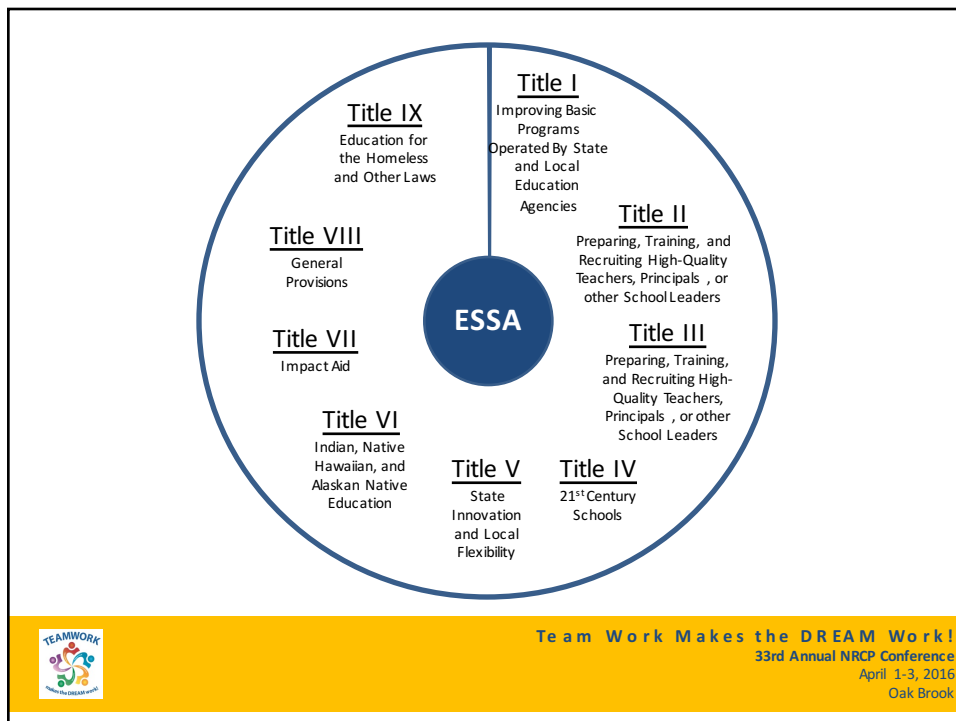 Title I
Improving Basic
Programs
Operated By State
and Local
Education
Agencies
Title II
Preparing, Training, and
Recruiting High-Quality
Teachers, Principals , or
other School Leaders
Title III
Preparing, Training,
and Recruiting High-
Quality Teachers,
Principals , or other
School Leaders
Title IV
21st Century
Schools
Title V
State
Innovation
and Local
Flexibility
Title VI
Indian, Native
Hawaiian, and
Alaskan Native
Education
Title VII
Impact Aid
Title VIII
General
Provisions
Title IX
Education for
the Homeless
and Other Laws
ESSA
TEAMWORK
makes the DREAM work!
Team Work Makes the DREAM Work!
33rd Annual NRCP Conference
April 1-3, 2016
Oak Brook